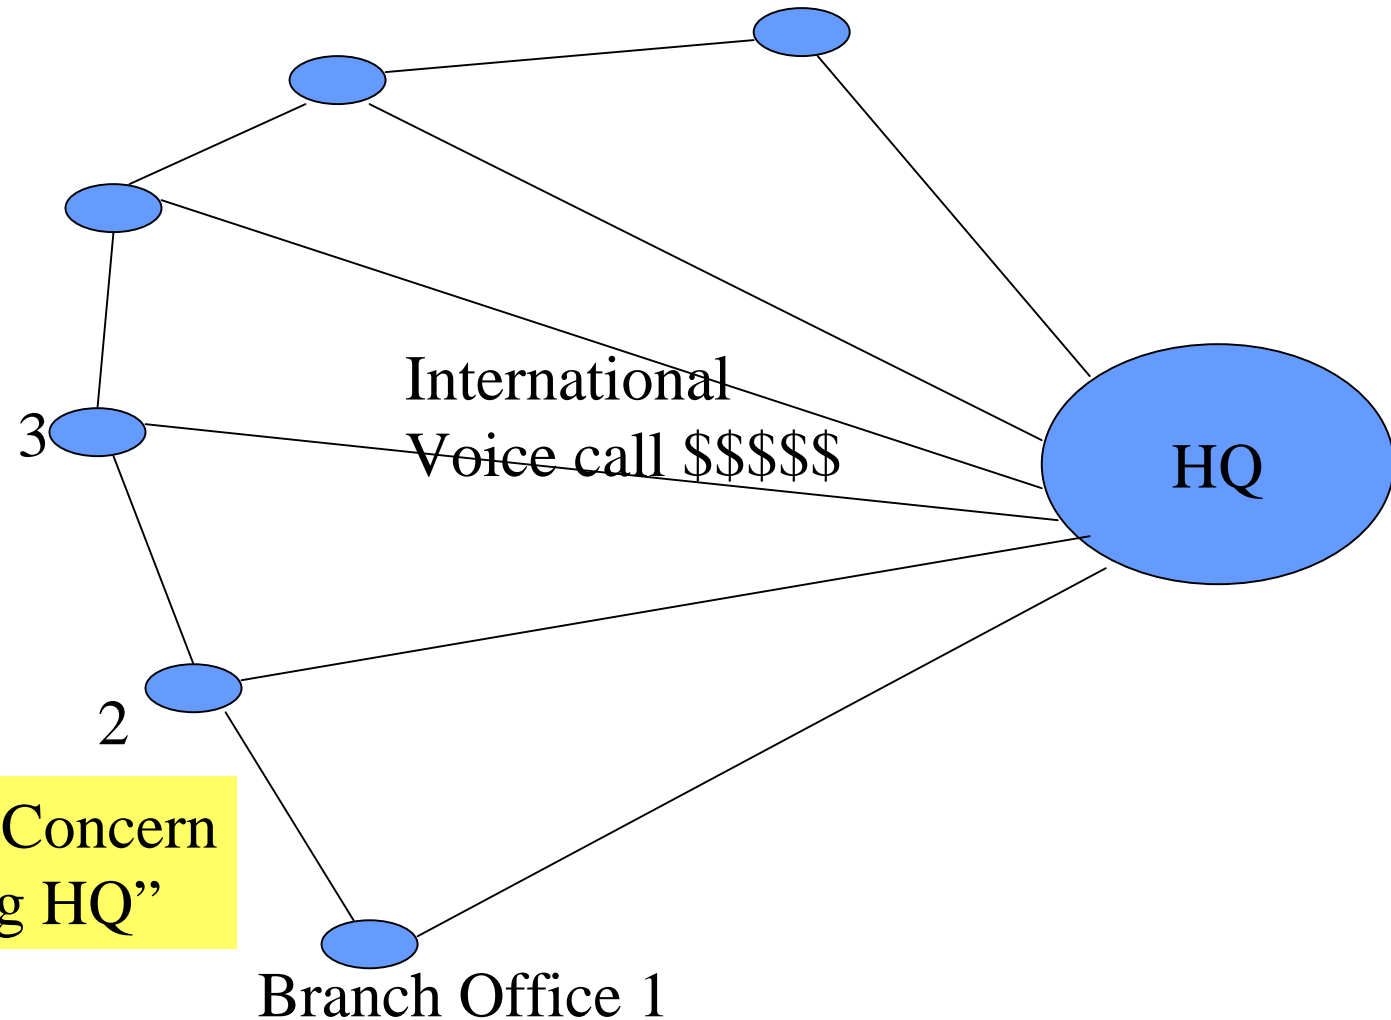 International
Voice call $$$$$
HQ
3
2
Concern
g HQ”
Branch Office 1